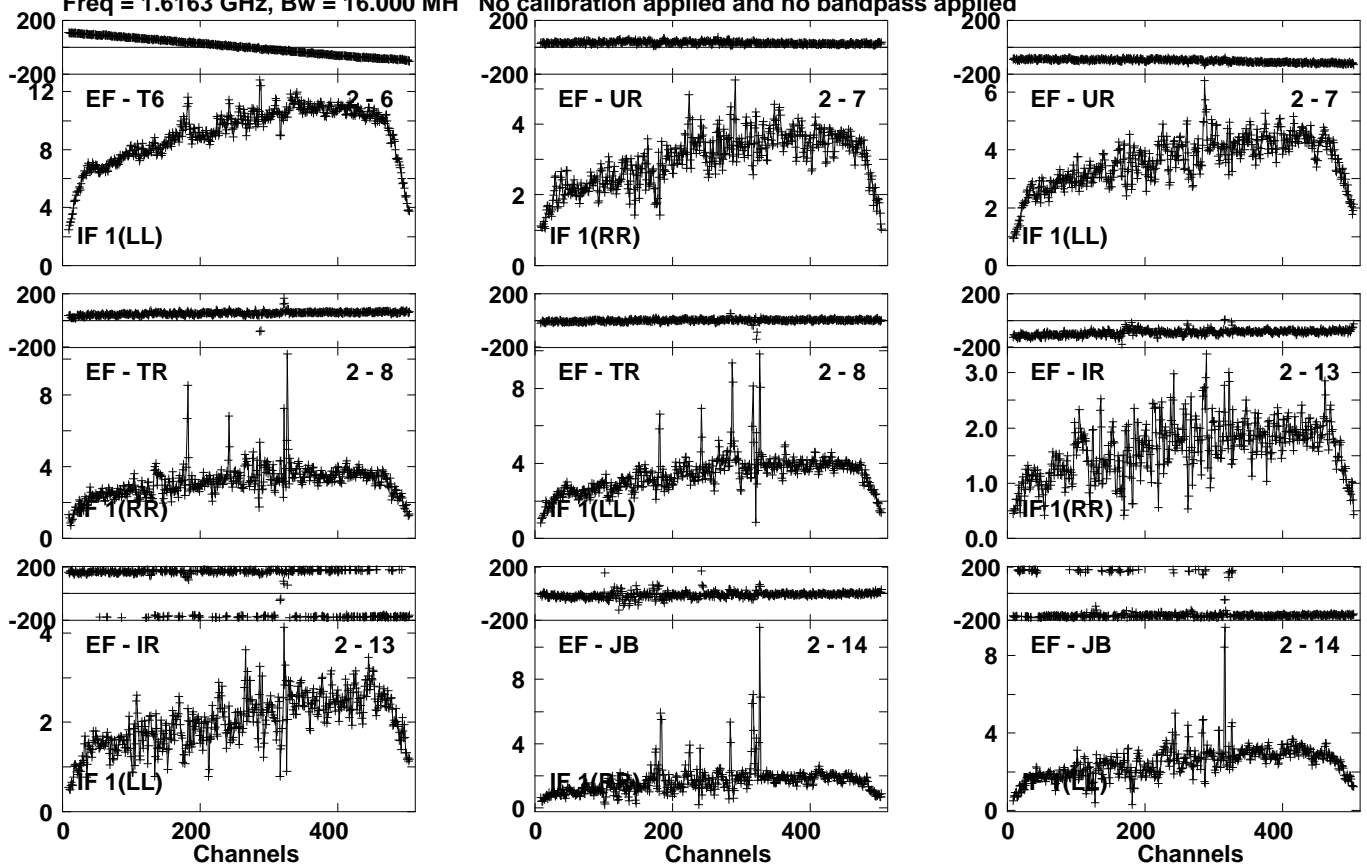 Freq = 1.6163 GHz, Bw = 16.000 MH No calibration applied and no bandpass applied
200
-200
12
8
4
0
EF - T6
2 - 6
IF 1(LL)
200
-200
4
2
0
EF - UR
2 - 7
IF 1(RR)
200
-200
6
4
2
0
EF - UR
2 - 7
IF 1(LL)
200
-200
8
4
0
EF - TR
2 - 8
IF 1(RR)
200
-200
8
4
0
EF - TR
2 - 8
IF 1(LL)
200
-200
3.0
2.0
1.0
0.0
EF - IR
2 - 13
IF 1(RR)
200
-200
4
2
0
EF - IR
2 - 13
IF 1(LL)
0 200 400
Channels
200
-200
8
4
0
EF - JB
2 - 14
IF 1(RR)
0 200 400
Channels
200
-200
8
4
0
EF - JB
2 - 14
IF 1(LL)
0 200 400
Channels